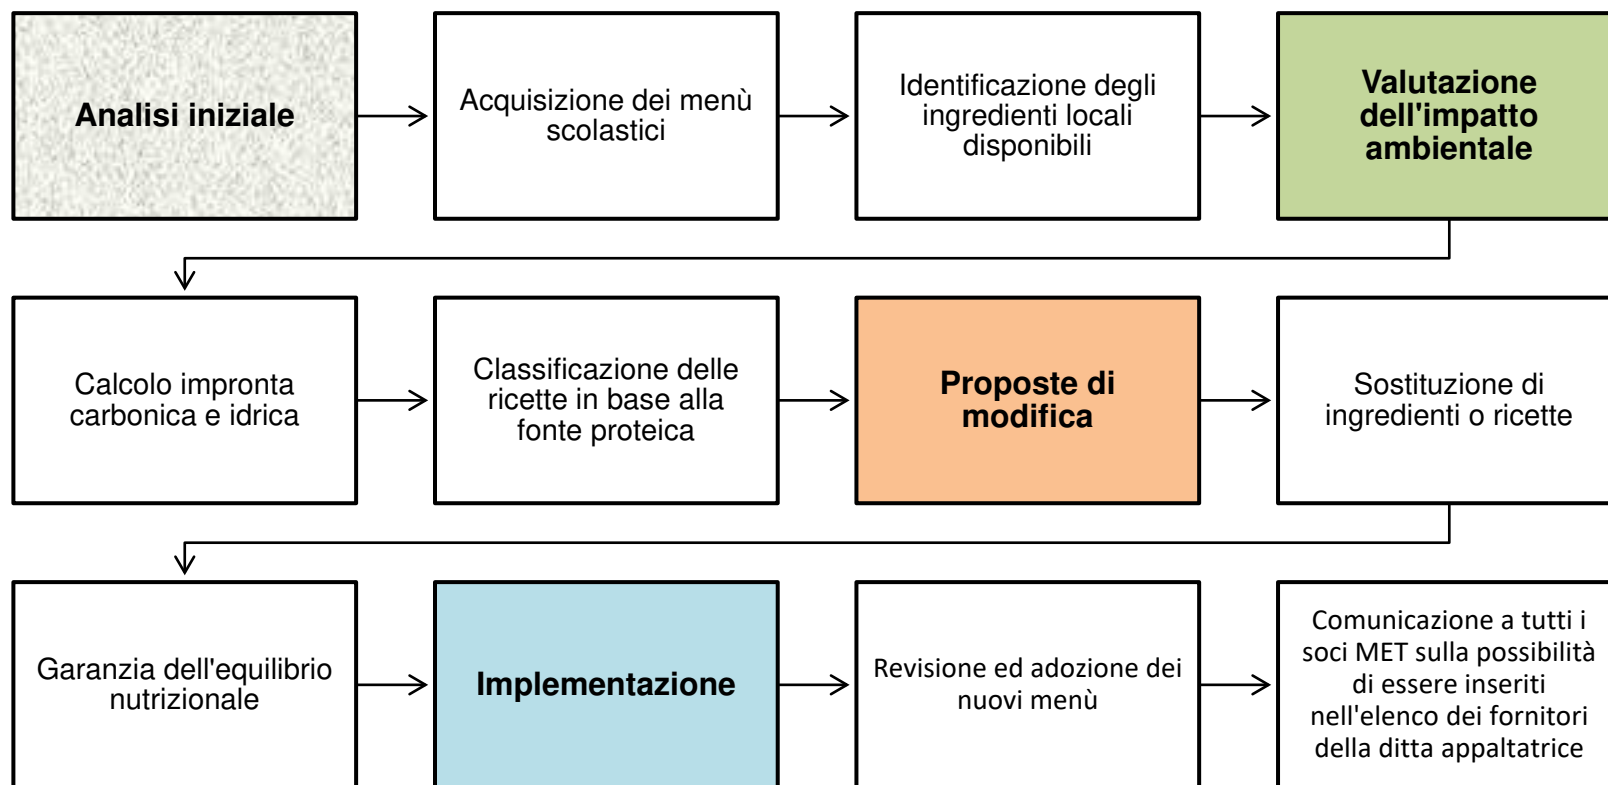 Analisi iniziale
Acquisizione dei menù
scolastici
Identificazione degli
ingredienti locali
disponibili
Valutazione
dell'impatto
ambientale
Calcolo impronta
carbonica e idrica
Classificazione delle
ricette in base alla
fonte proteica
Proposte di
modifica
Sostituzione di
ingredienti o ricette
Garanzia dell'equilibrio
nutrizionale
Implementazione
Revisione ed adozione dei
nuovi menù
Comunicazione a tutti i
soci MET sulla possibilità
di essere inseriti
nell'elenco dei fornitori
della ditta appaltatrice